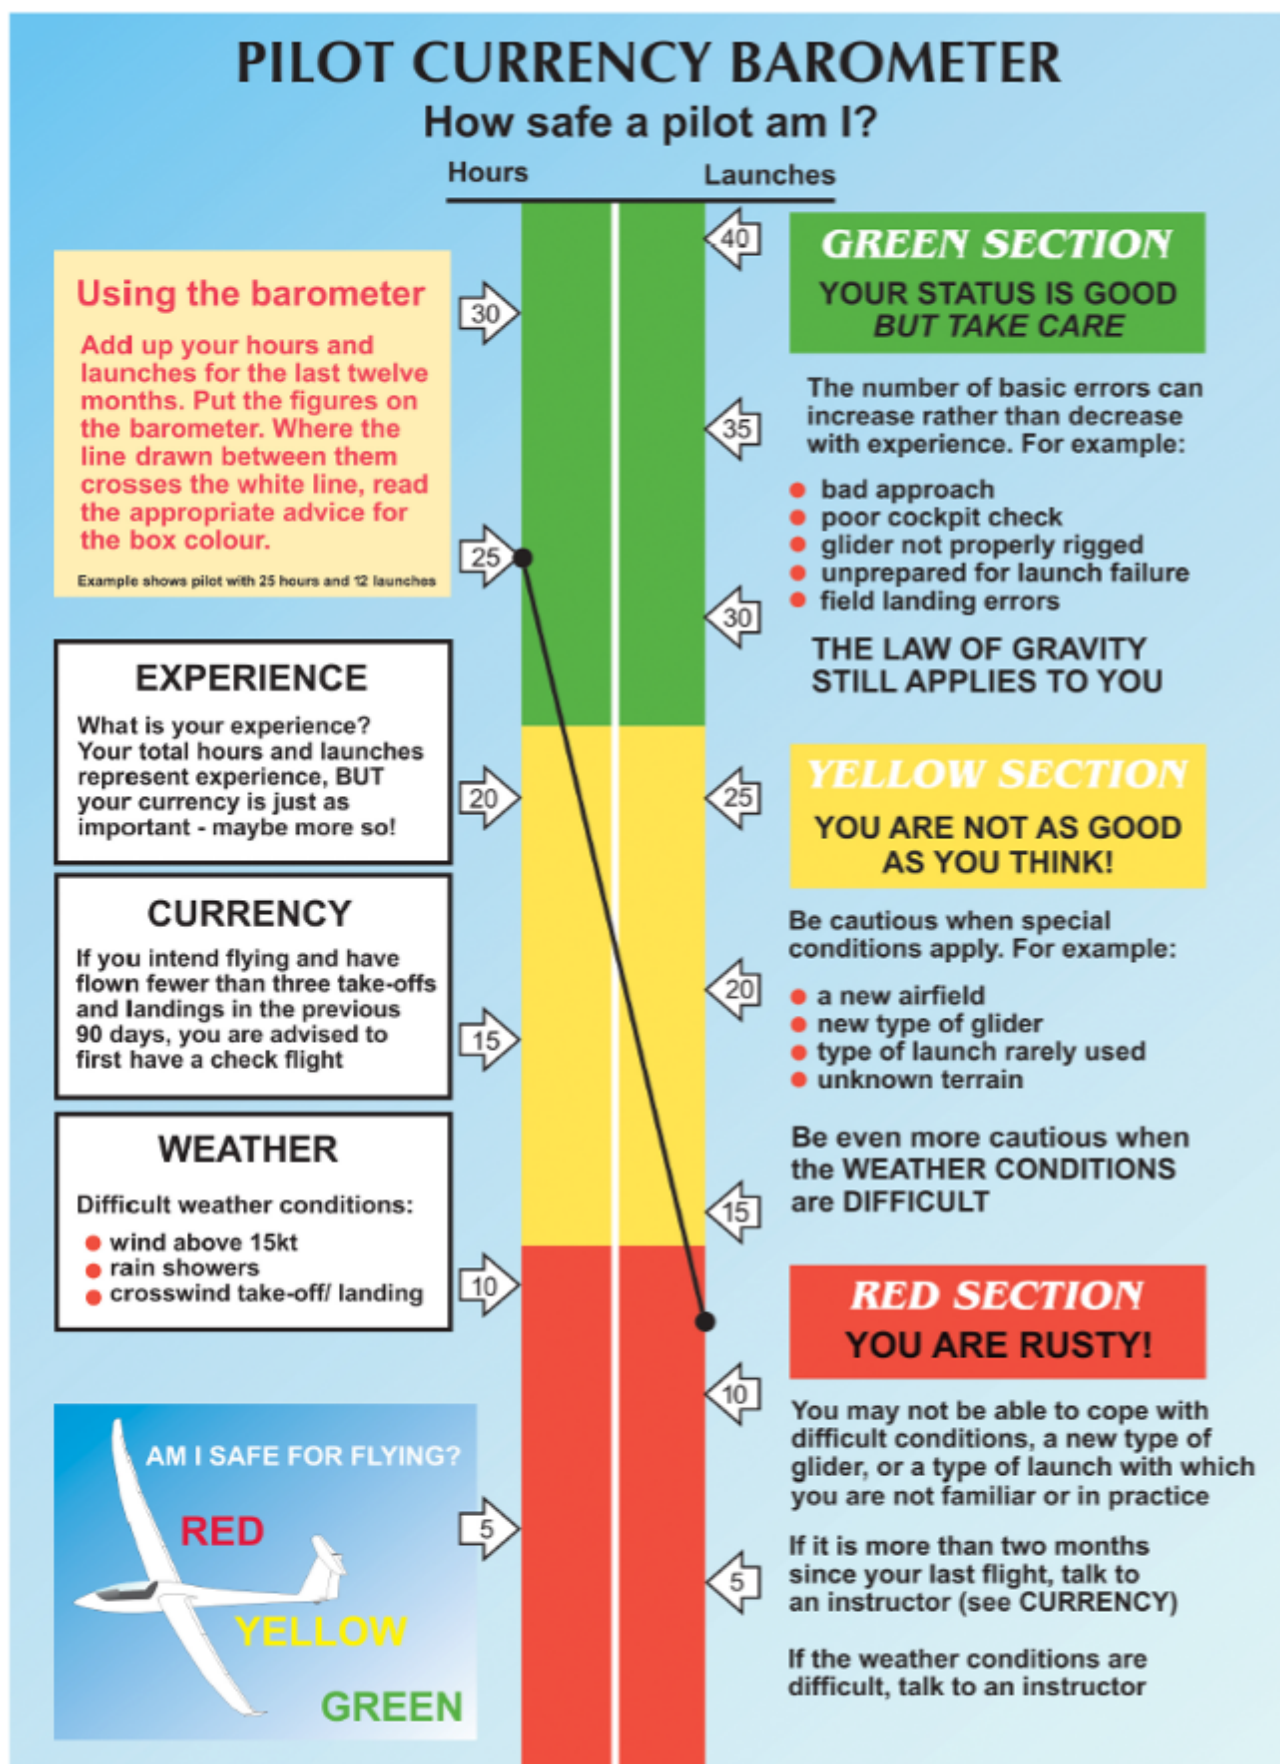 PILOT CURRENCY BAROMETER
How safe a pilot am I?
Hours
Launches
Using the barometer
Add up your hours and
launches for the last twelve
months. Put the figures on
the barometer. Where the
line drawn between them
crosses the white line, read
the appropriate advice for
the box colour.
Example shows pilot with 25 hours and 12 launches
EXPERIENCE
What is your experience?
Your total hours and launches
represent experience, BUT
your currency is just as
important - maybe more so!
CURRENCY
If you intend flying and have
flown fewer than three take-offs
and landings in the previous
90 days, you are advised to
first have a check flight
WEATHER
Difficult weather conditions:
wind above 15kt
rain showers
crosswind take-off/ landing
AM I SAFE FOR FLYING?
RED
YELLOW
GREEN
30
25
20
15
10
5
40
35
30
25
20
15
10
5
GREEN SECTION
YOUR STATUS IS GOOD
BUT TAKE CARE
The number of basic errors can
increase rather than decrease
with experience. For example:
bad approach
poor cockpit check
glider not properly rigged
unprepared for launch failure
field landing errors
THE LAW OF GRAVITY
STILL APPLIES TO YOU
YELLOW SECTION
YOU ARE NOT AS GOOD
AS YOU THINK!
Be cautious when special
conditions apply. For example:
a new airfield
new type of glider
type of launch rarely used
unknown terrain
Be even more cautious when
the WEATHER CONDITIONS
are DIFFICULT
RED SECTION
YOU ARE RUSTY!
You may not be able to cope with
difficult conditions, a new type of
glider, or a type of launch with which
you are not familiar or in practice
If it is more than two months
since your last flight, talk to
an instructor (see CURRENCY)
If the weather conditions are
difficult, talk to an instructor